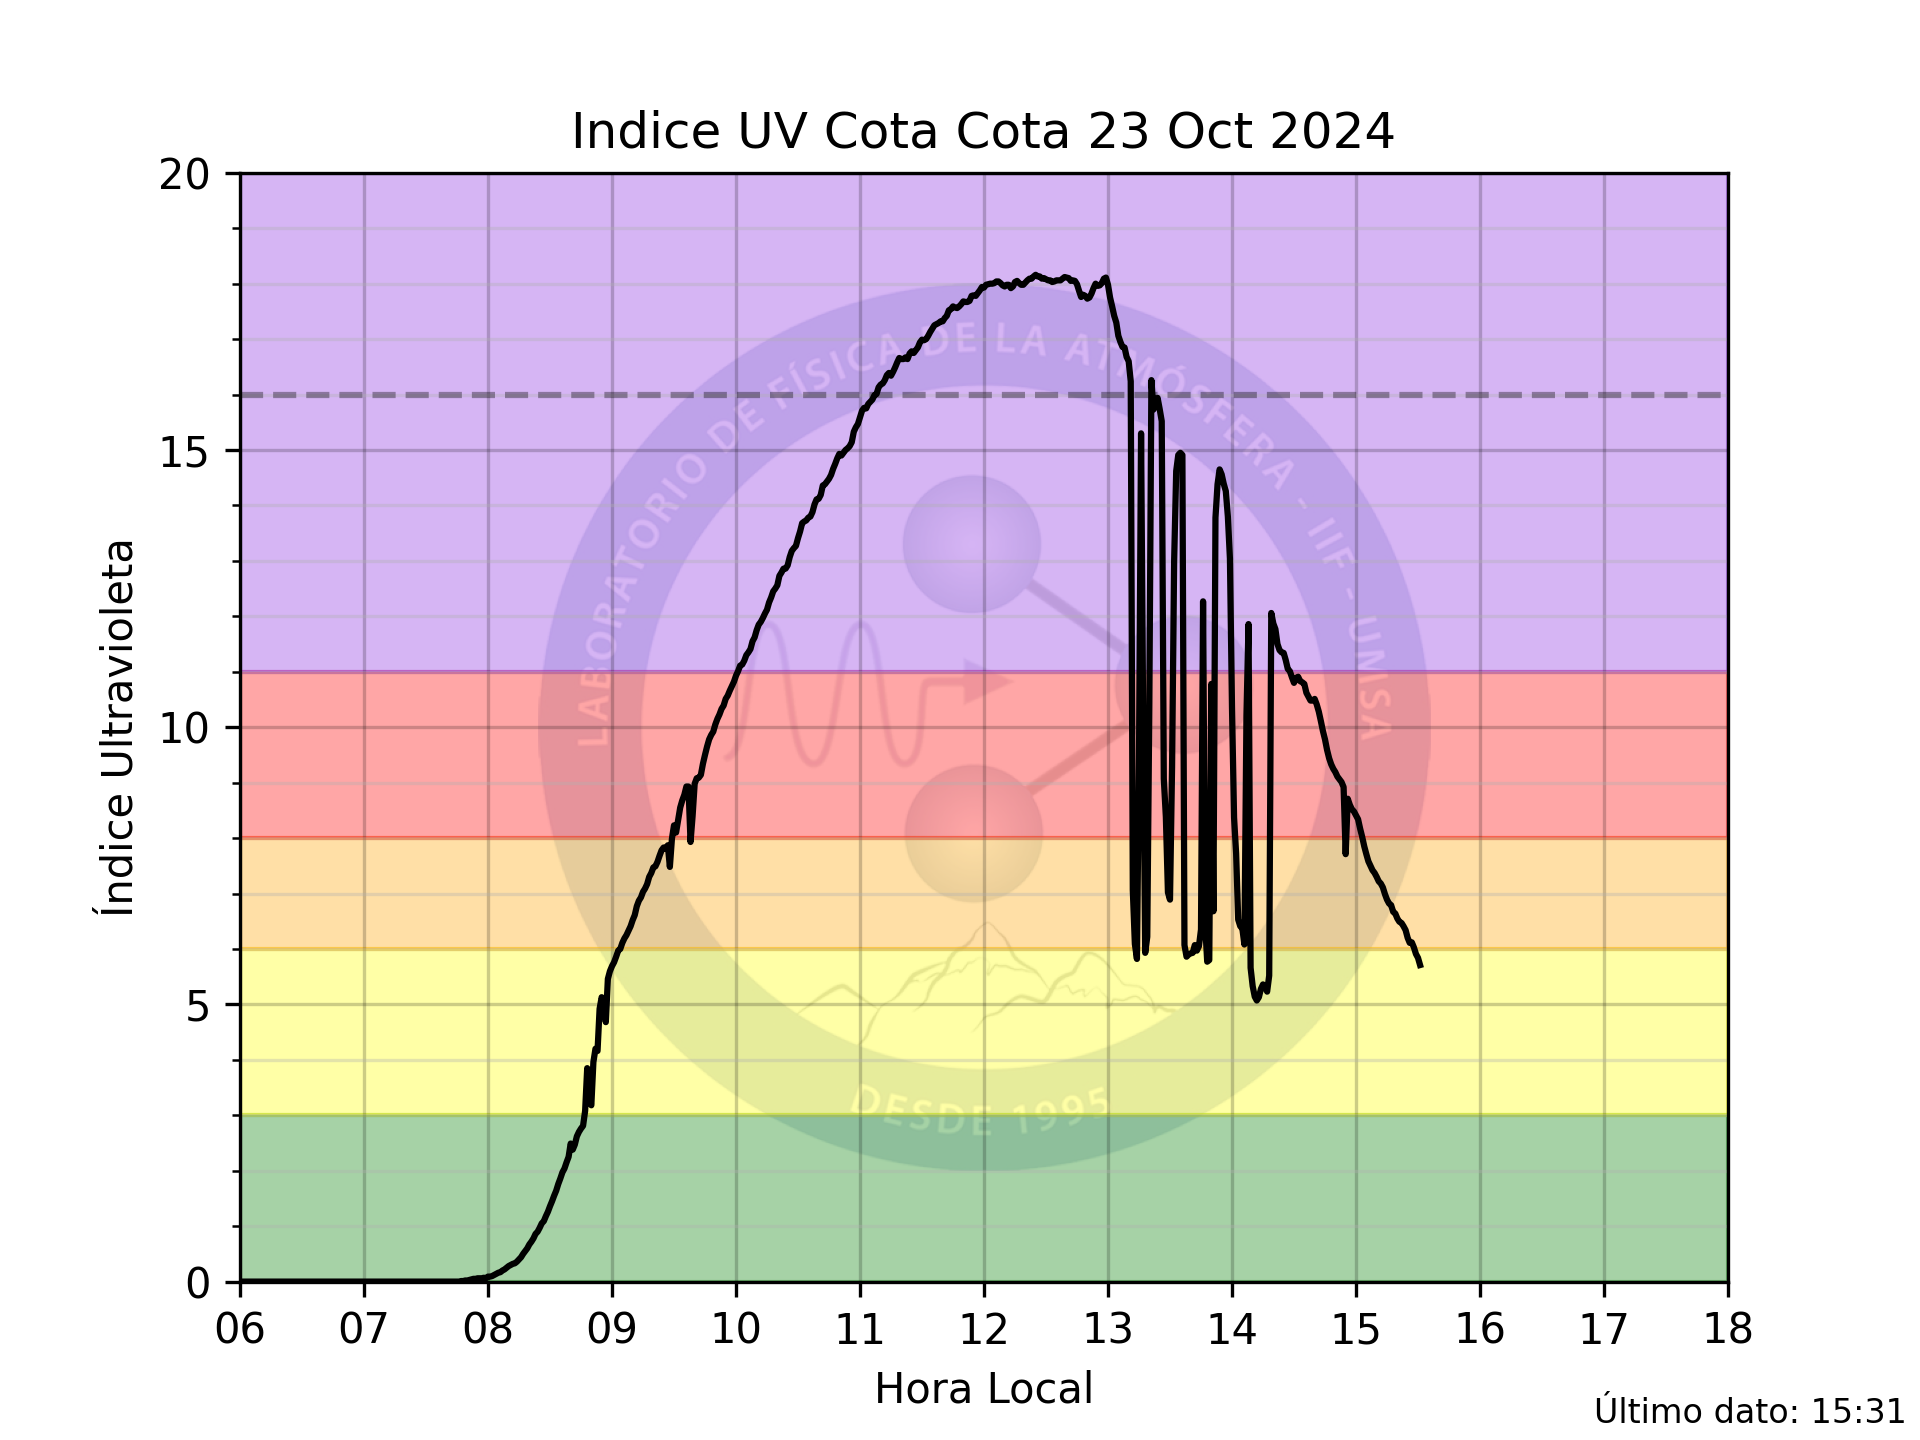 Indice UV Cota Cota 23 Oct 2024
20
15
10
5
0
Índice Ultravioleta
LABORATORIO DE FÍSICA DE LA ATMÓSFERA - IIF - UMSA
DESDE 1995
06 07 08 09 10 11 12 13 14 15 16 17 18
Hora Local
Último dato: 15:31